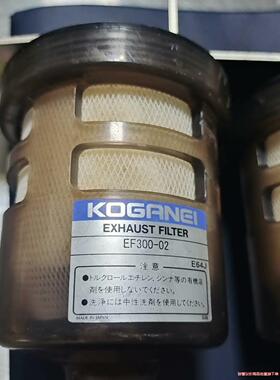 KOGANEI
EXHAUST FILTER
EF300-02
注意
E64J
●トルクロールエチレン、シンナ等の有機溶
剤を使用しないでください。
●洗浄には中性洗剤を使用してください。
MADE IN JAPAN